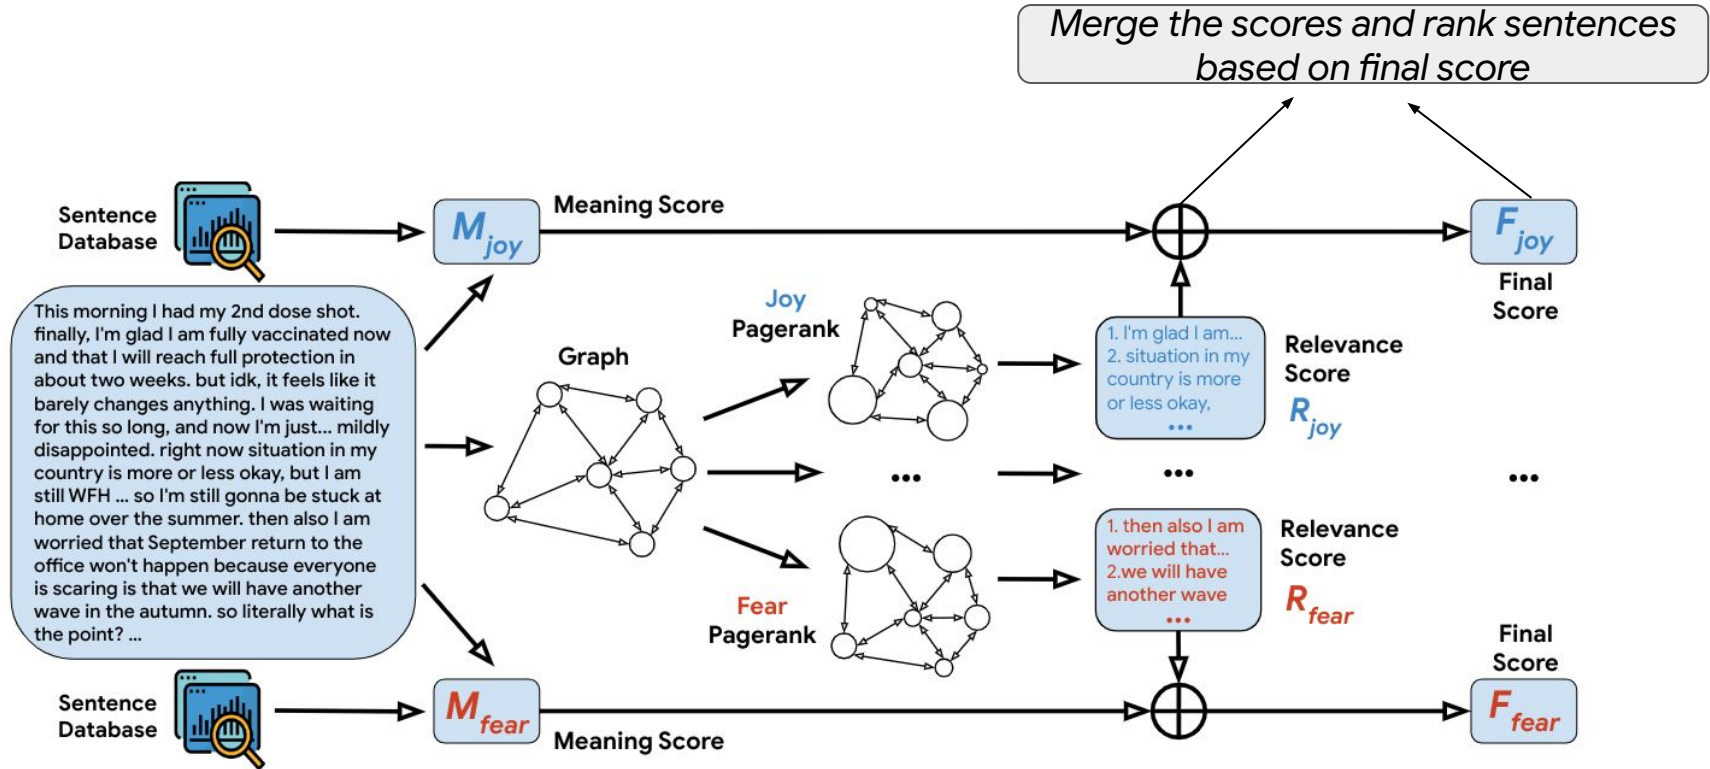 Merge the scores and rank sentences
based on final score
Sentence
Database
M joy
Meaning Score
F joy
Final
Score
This morning I had my 2nd dose shot.
finally, I'm glad I am fully vaccinated now
and that I will reach full protection in
about two weeks. but idk, it feels like it
barely changes anything. I was waiting
for this so long, and now I'm just... mildly
disappointed. right now situation in my
country is more or less okay, but I am
still WFH ... so I'm still gonna be stuck at
home over the summer. then also I am
worried that September return to the
office won't happen because everyone
is scaring is that we will have another
wave in the autumn. so literally what is
the point? ...
Graph
Joy
Pagerank
1. I'm glad I am...
2. situation in my
country is more
or less okay,
...
Relevance
Score
R joy
...
...
...
Fear
Pagerank
1. then also I am
worried that...
2.we will have
another wave
...
Relevance
Score
R fear
Sentence
Database
M fear
Meaning Score
Final
Score
F fear